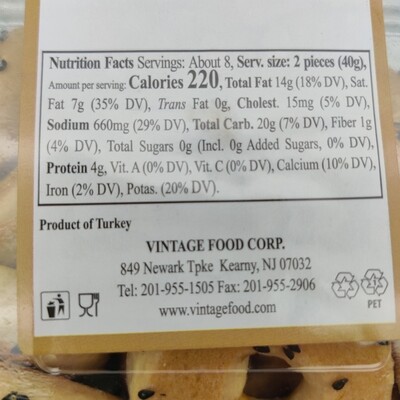 Nutrition Facts Servings: About 8, Serv. size: 2 pieces (40g),
Amount per serving: Calories 220, Total Fat 14g (18% DV), Sat.
Fat 7g (35% DV), Trans Fat 0g, Cholest. 15mg (5% DV),
Sodium 660mg (29% DV), Total Carb. 20g (7% DV), Fiber 1g
(4% DV), Total Sugars 0g (Incl. 0g Added Sugars, 0% DV),
Protein 4g, Vit. A (0% DV), Vit. C (0% DV), Calcium (10% DV),
Iron (2% DV), Potas. (20% DV).
Product of Turkey
VINTAGE FOOD CORP.
849 Newark Tpke Kearny, NJ 07032
Tel: 201-955-1505 Fax: 201-955-2906
www.vintagefood.com
PET